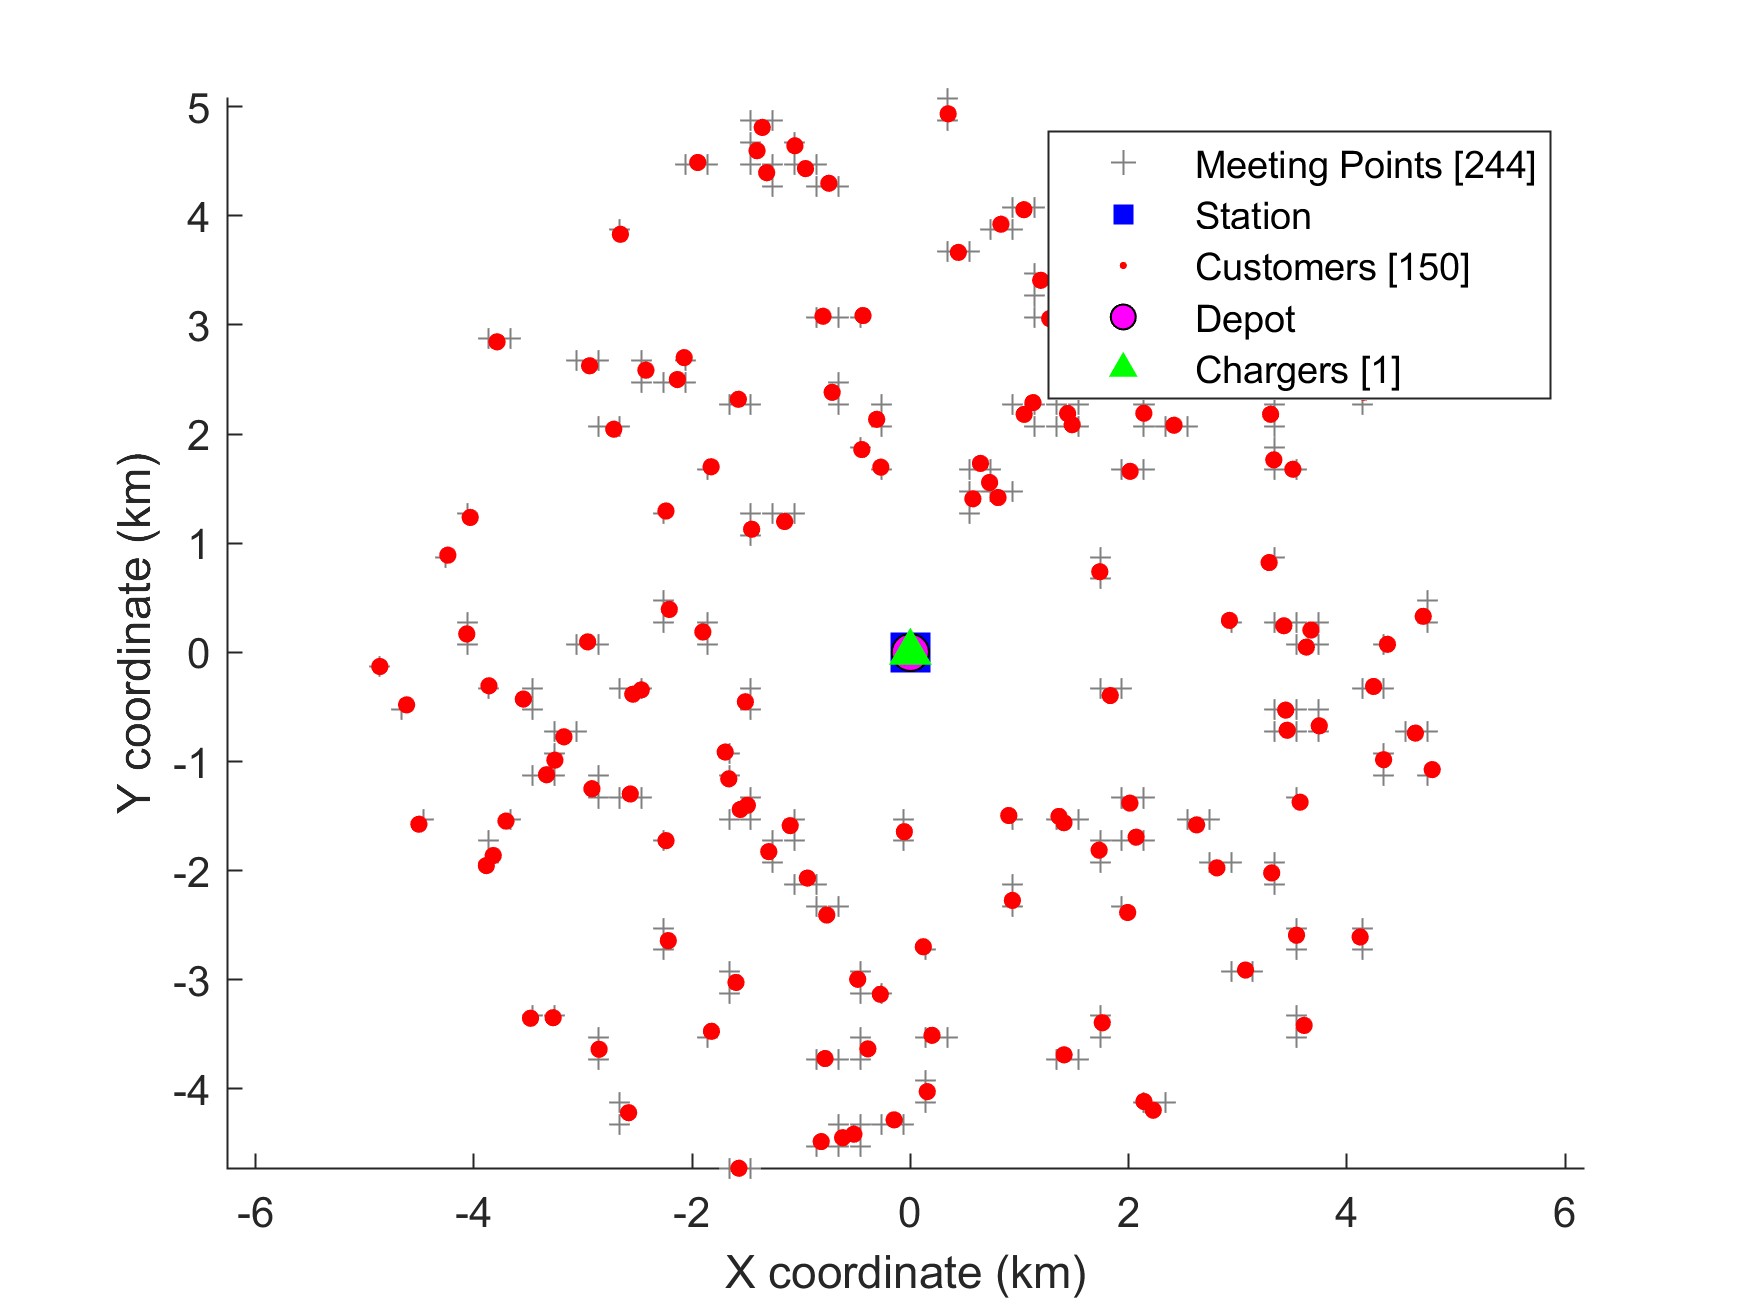 5
4
3
2
1
0
-1
-2
-3
-4
Y coordinate (km)
Meeting Points [244]
Station
Customers [150]
Depot
Chargers [1]
-6 -4 -2 0 2 4 6
X coordinate (km)